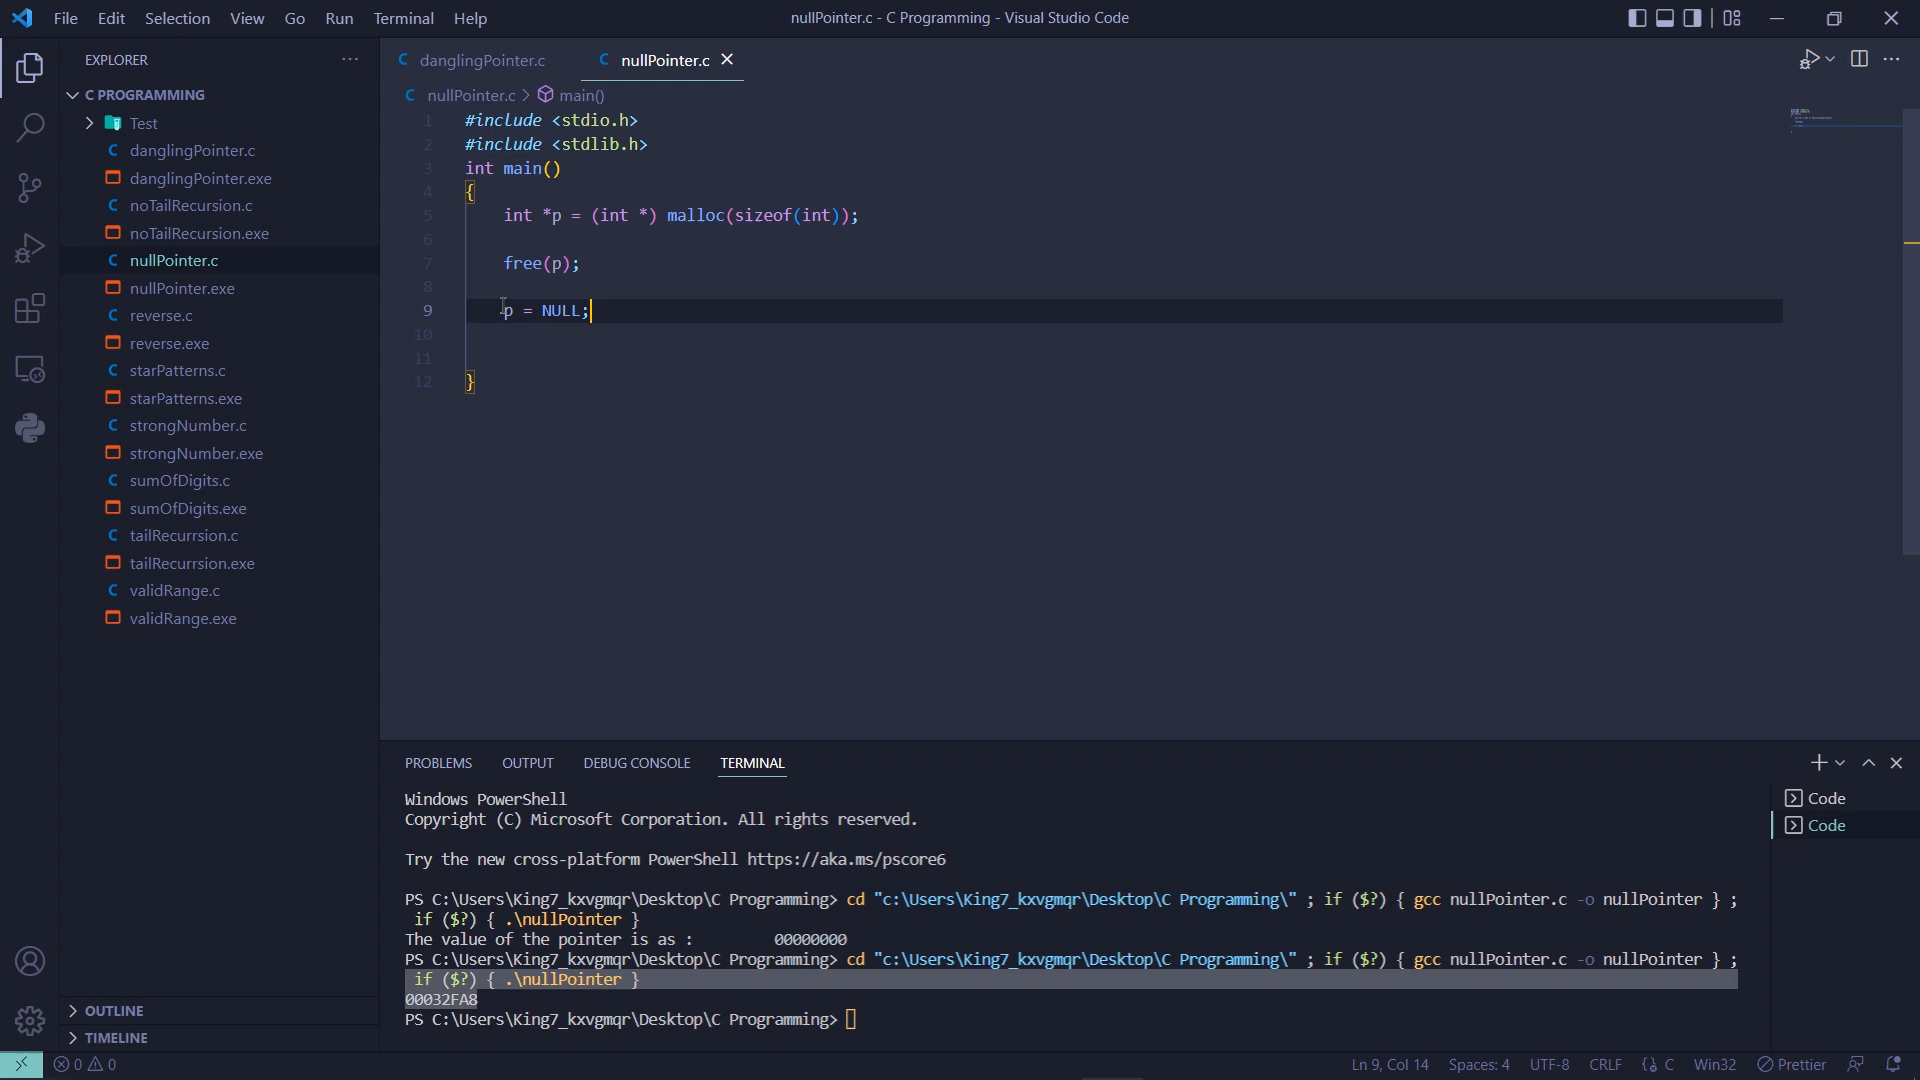 File Edit Selection View Go Run Terminal Help
nullPointer.c - C Programming - Visual Studio Code
EXPLORER
C PROGRAMMING
Test
danglingPointer.c
danglingPointer.exe
noTailRecursion.c
noTailRecursion.exe
nullPointer.c
nullPointer.exe
reverse.c
reverse.exe
starPatterns.c
starPatterns.exe
strongNumber.c
strongNumber.exe
sumOfDigits.c
sumOfDigits.exe
tailRecurrsion.c
tailRecurrsion.exe
validRange.c
validRange.exe
OUTLINE
TIMELINE
C danglingPointer.c C nullPointer.c
C nullPointer.c > main()
1 #include <stdio.h>
2 #include <stdlib.h>
3 int main()
4 {
5 int *p = (int *) malloc(sizeof(int));
6
7 free(p);
8
9 p = NULL;
10
11
12 }
PROBLEMS OUTPUT DEBUG CONSOLE TERMINAL
Windows PowerShell
Copyright (C) Microsoft Corporation. All rights reserved.
Try the new cross-platform PowerShell https://aka.ms/pscore6
PS C:\Users\King7_kxvgmqr\Desktop\C Programming> cd "c:\Users\King7_kxvgmqr\Desktop\C Programming\" ; if ($?) { gcc nullPointer.c -o nullPointer } ;
if ($?) { .\nullPointer }
The value of the pointer is as : 00000000
PS C:\Users\King7_kxvgmqr\Desktop\C Programming> cd "c:\Users\King7_kxvgmqr\Desktop\C Programming\" ; if ($?) { gcc nullPointer.c -o nullPointer } ;
if ($?) { .\nullPointer }
00032FA8
PS C:\Users\King7_kxvgmqr\Desktop\C Programming>
Code
Code
0 0
Ln 9, Col 14 Spaces: 4 UTF-8 CRLF {} C Win32 Prettier